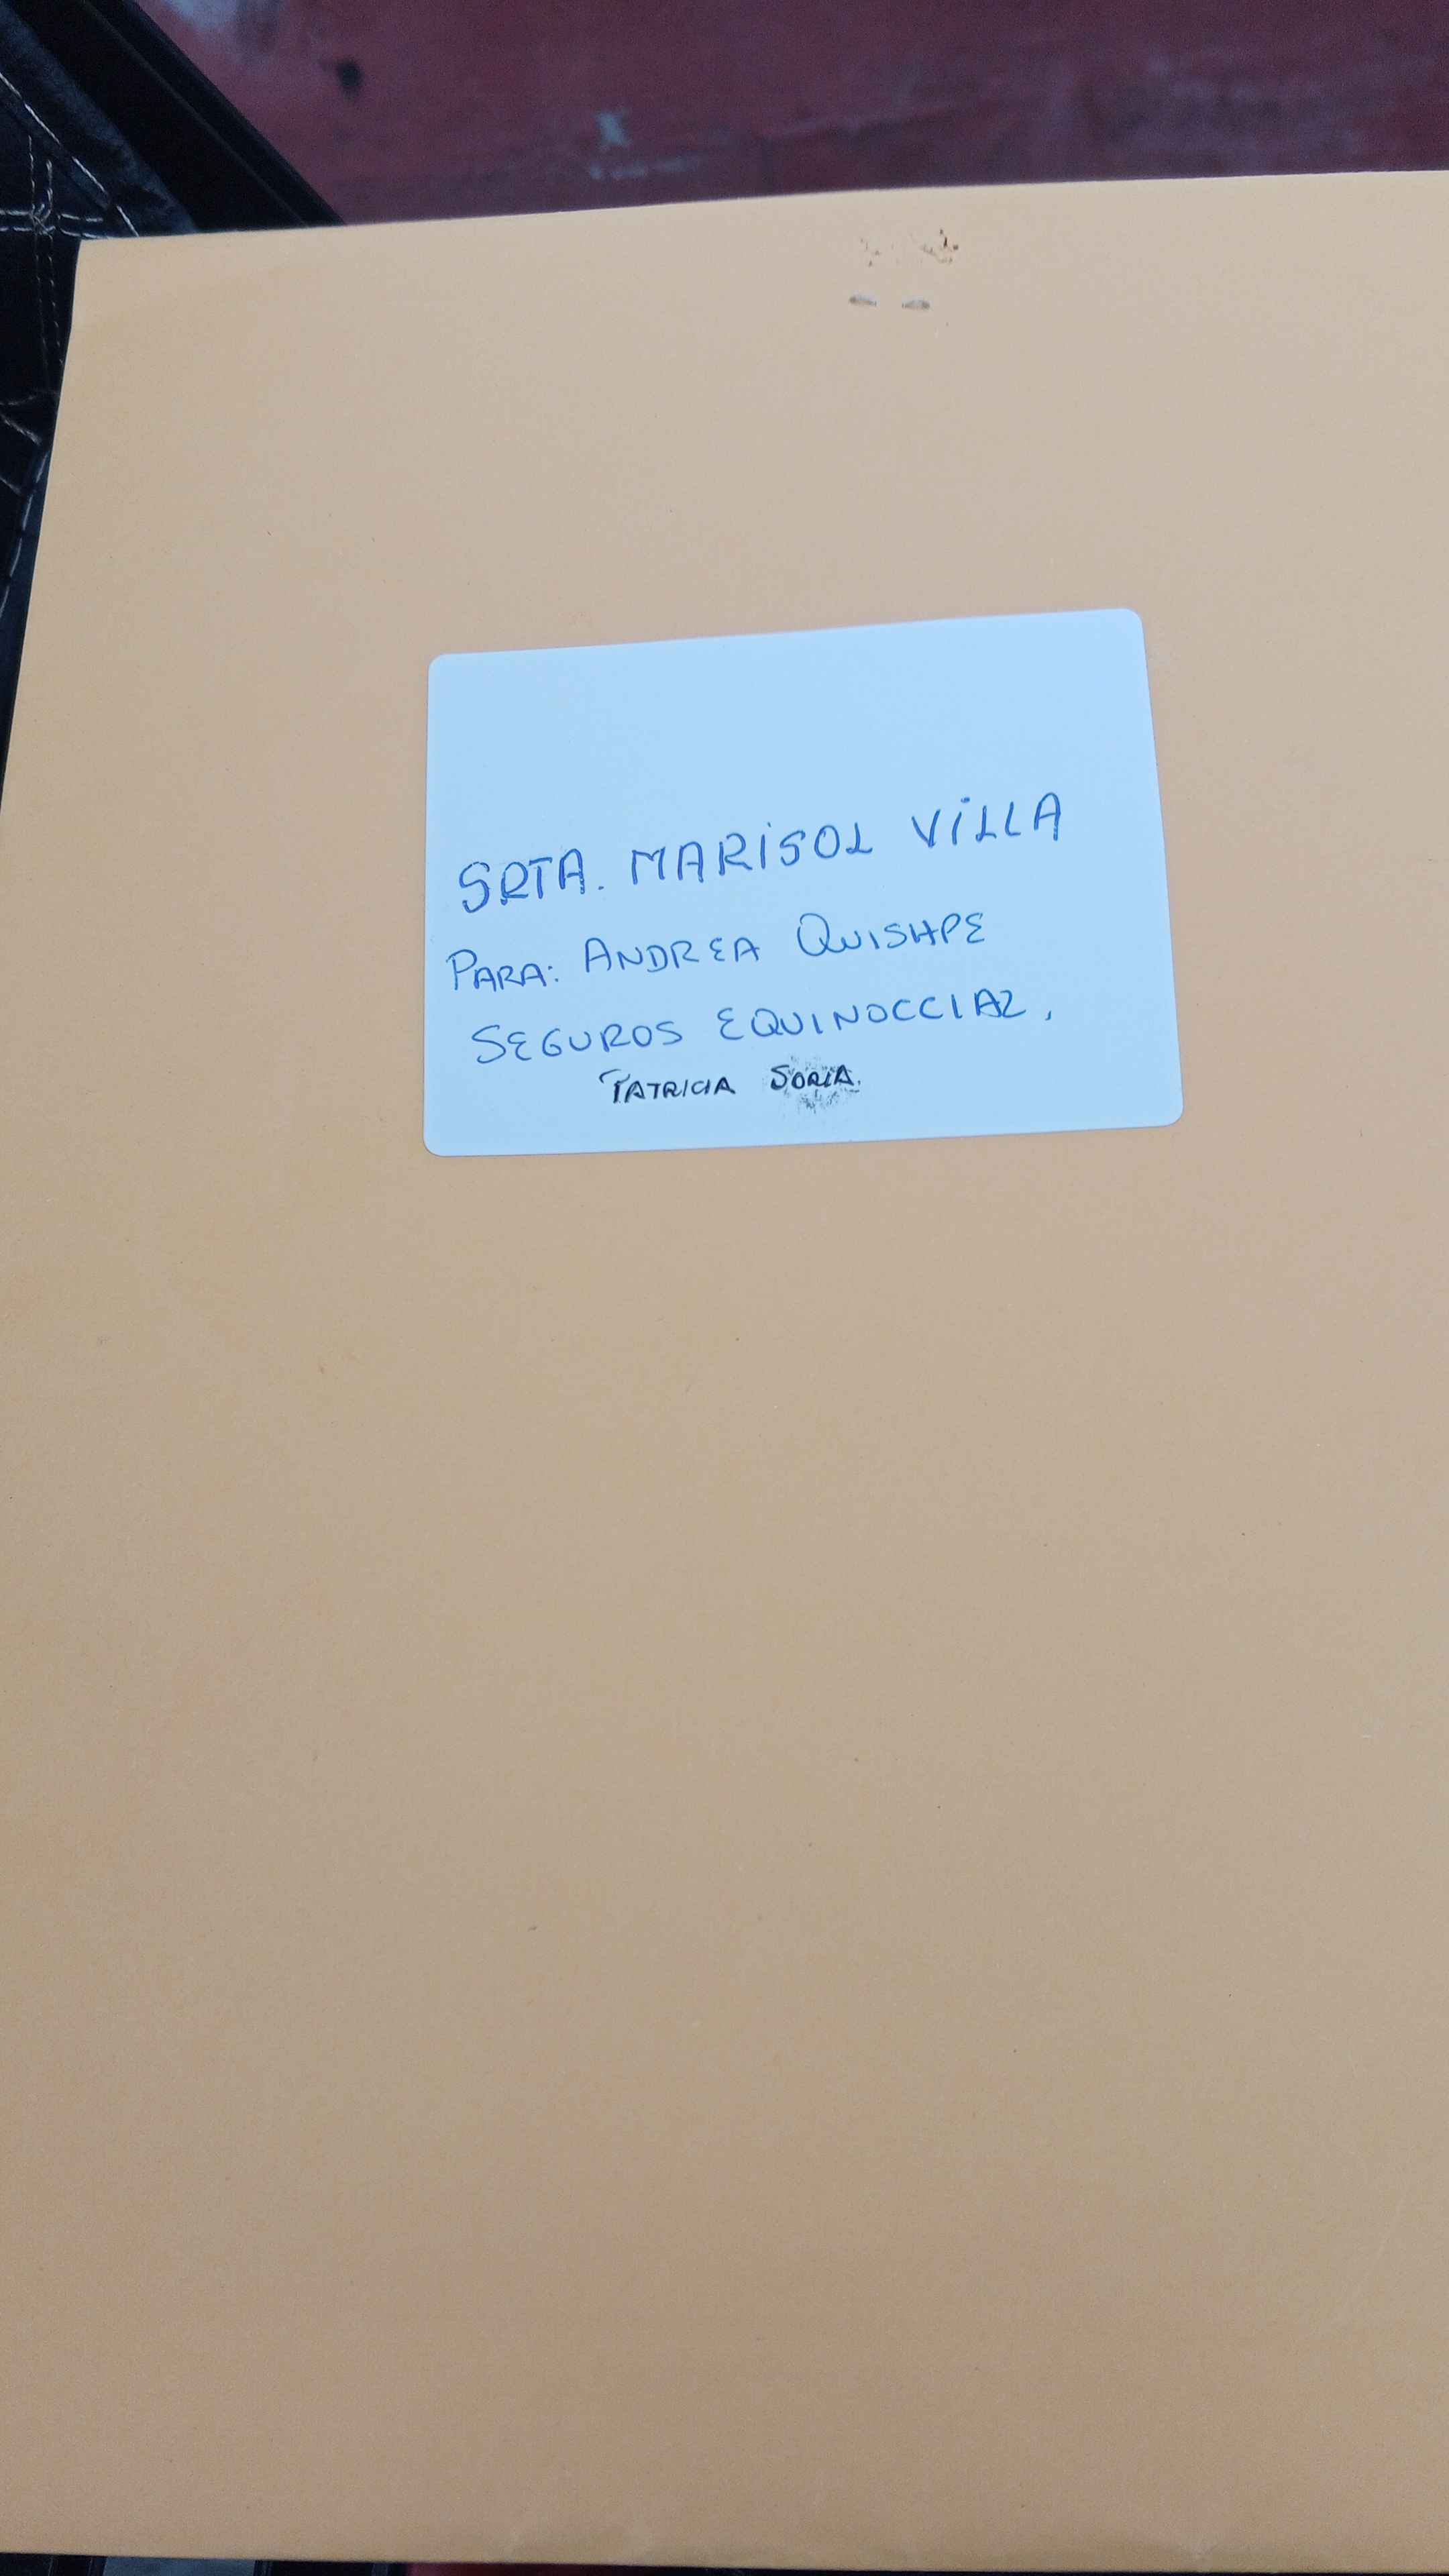 SRTA. MARISOL VILLA
PARA: ANDREA QUISHPE
SEGUROS EQUINOCCIAL,
PATRICIA SORIA.